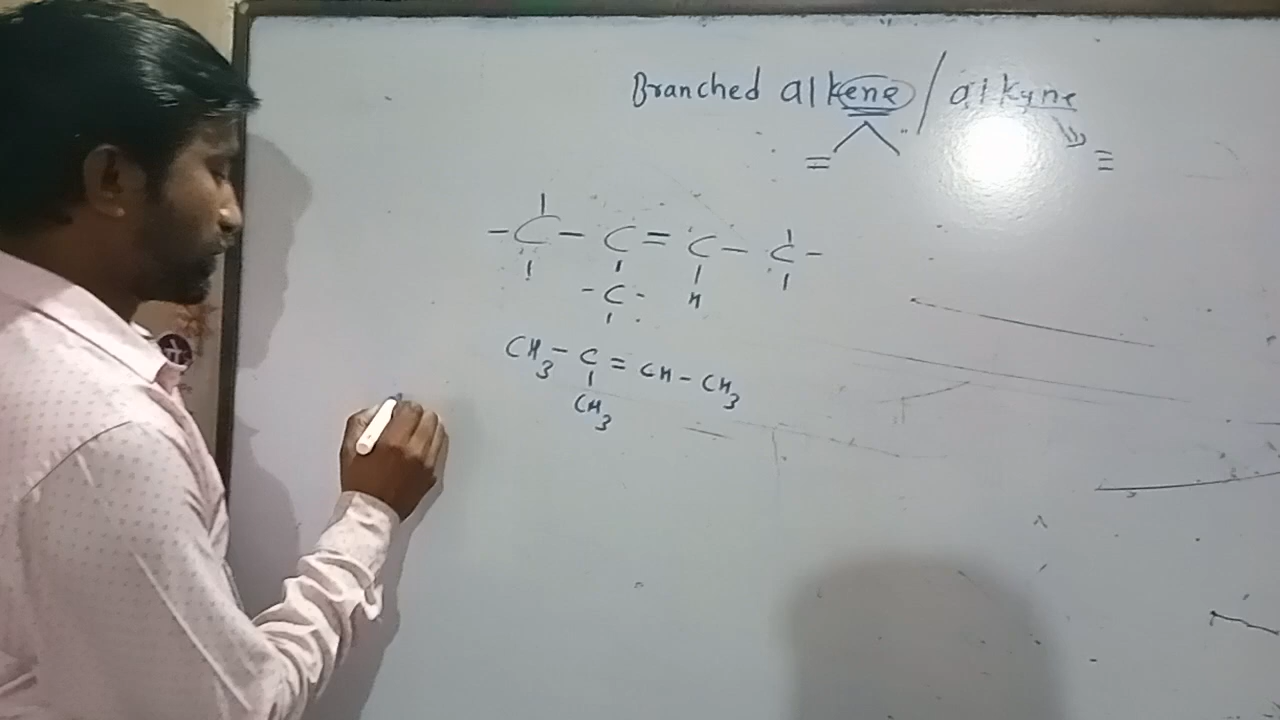 Branched alkene / alkyne
= ≡
- C - C = C - C -
- C - H
CH3 - C = CH - CH3
CH3